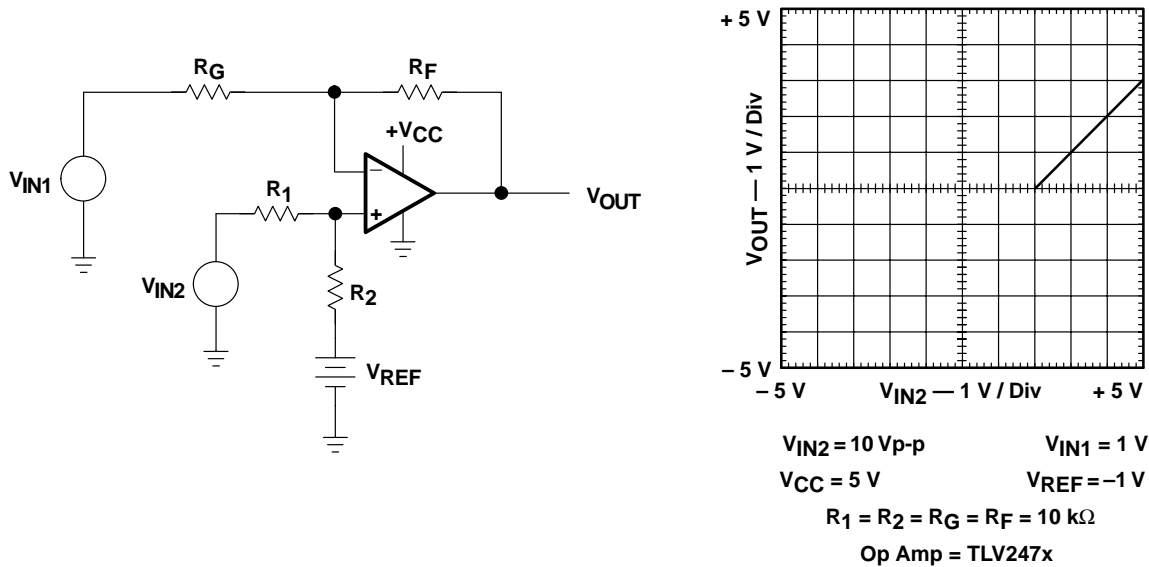 RG
RF
+VCC
VIN1
−
R1
+
VOUT
VIN2
R2
VREF
+ 5 V
VOUT — 1 V / Div
– 5 V
– 5 V
VIN2 — 1 V / Div
+ 5 V
VIN2 = 10 Vp-p
VIN1 = 1 V
VCC = 5 V
VREF = –1 V
R1 = R2 = RG = RF = 10 kΩ
Op Amp = TLV247x